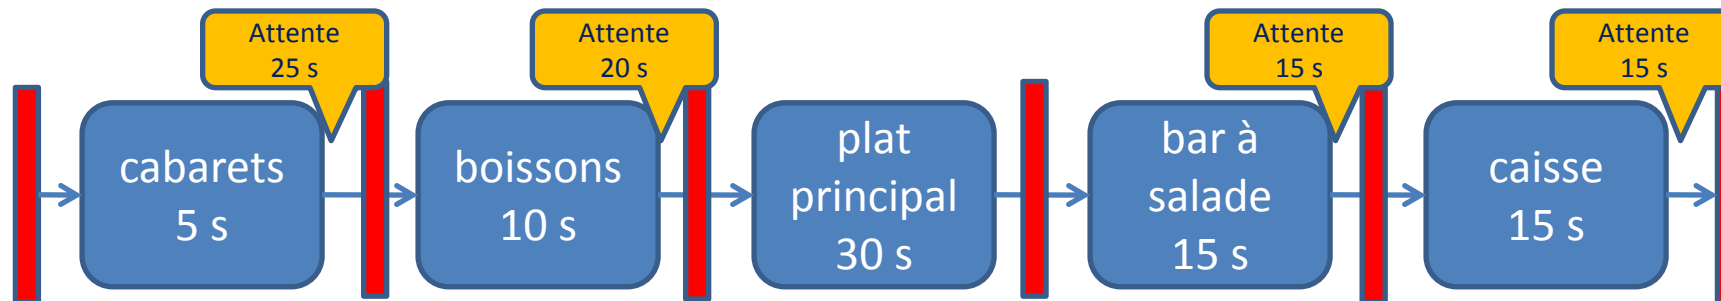 Attente
25 s
Attente
20 s
Attente
15 s
Attente
15 s
cabarets
5 s
boissons
10 s
plat
principal
30 s
bar à
salade
15 s
caisse
15 s